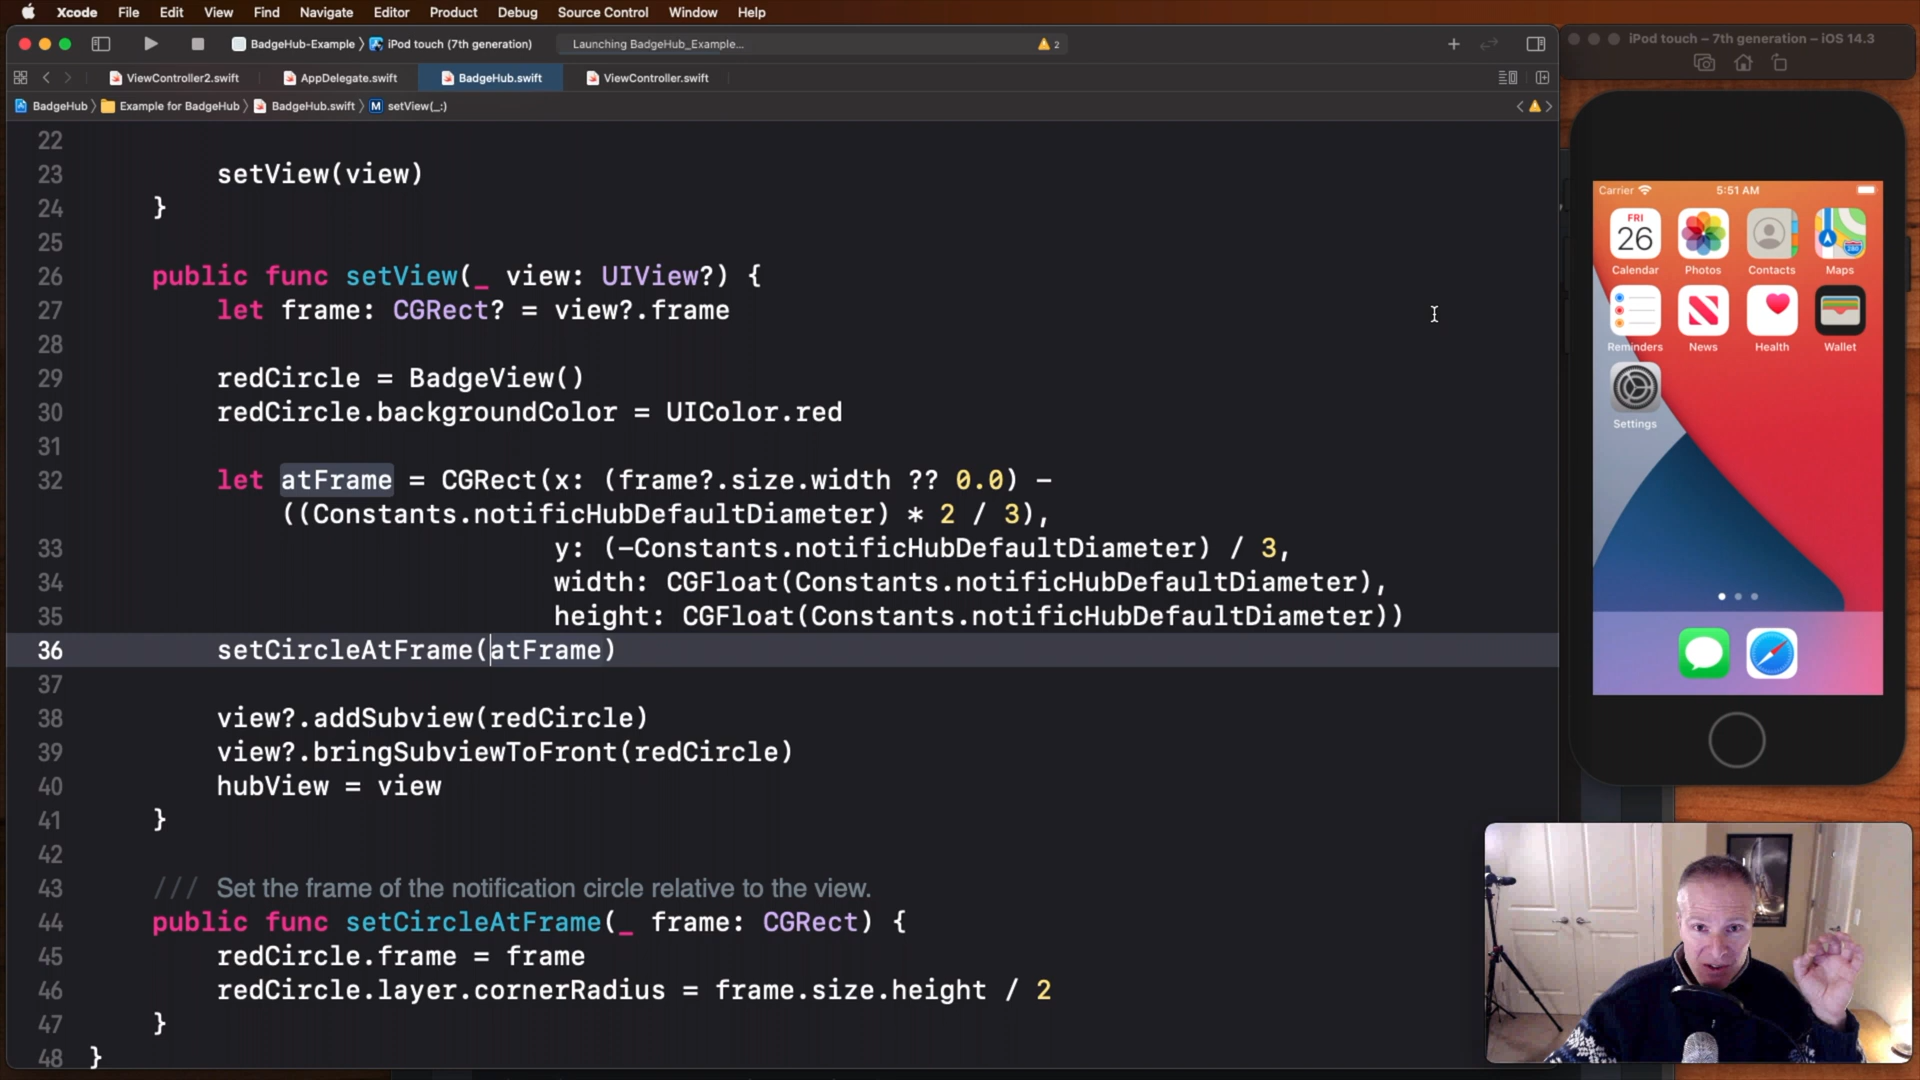 Xcode File Edit View Find Navigate Editor Product Debug Source Control Window Help
BadgeHub-Example iPod touch (7th generation) Launching BadgeHub_Example... 2
ViewController2.swift AppDelegate.swift BadgeHub.swift ViewController.swift
BadgeHub Example for BadgeHub BadgeHub.swift M setView(_:)
22
23 setView(view)
24 }
25
26 public func setView(_ view: UIView?) {
27 let frame: CGRect? = view?.frame
28
29 redCircle = BadgeView()
30 redCircle.backgroundColor = UIColor.red
31
32 let atFrame = CGRect(x: (frame?.size.width ?? 0.0) -
((Constants.notificHubDefaultDiameter) * 2 / 3),
33 y: (-Constants.notificHubDefaultDiameter) / 3,
34 width: CGFloat(Constants.notificHubDefaultDiameter),
35 height: CGFloat(Constants.notificHubDefaultDiameter))
36 setCircleAtFrame(atFrame)
37
38 view?.addSubview(redCircle)
39 view?.bringSubviewToFront(redCircle)
40 hubView = view
41 }
42
43 /// Set the frame of the notification circle relative to the view.
44 public func setCircleAtFrame(_ frame: CGRect) {
45 redCircle.frame = frame
46 redCircle.layer.cornerRadius = frame.size.height / 2
47 }
48 }
iPod touch – 7th generation – iOS 14.3
Carrier 5:51 AM
FRI
26
Calendar Photos Contacts Maps
280
Reminders News Health Wallet
Settings